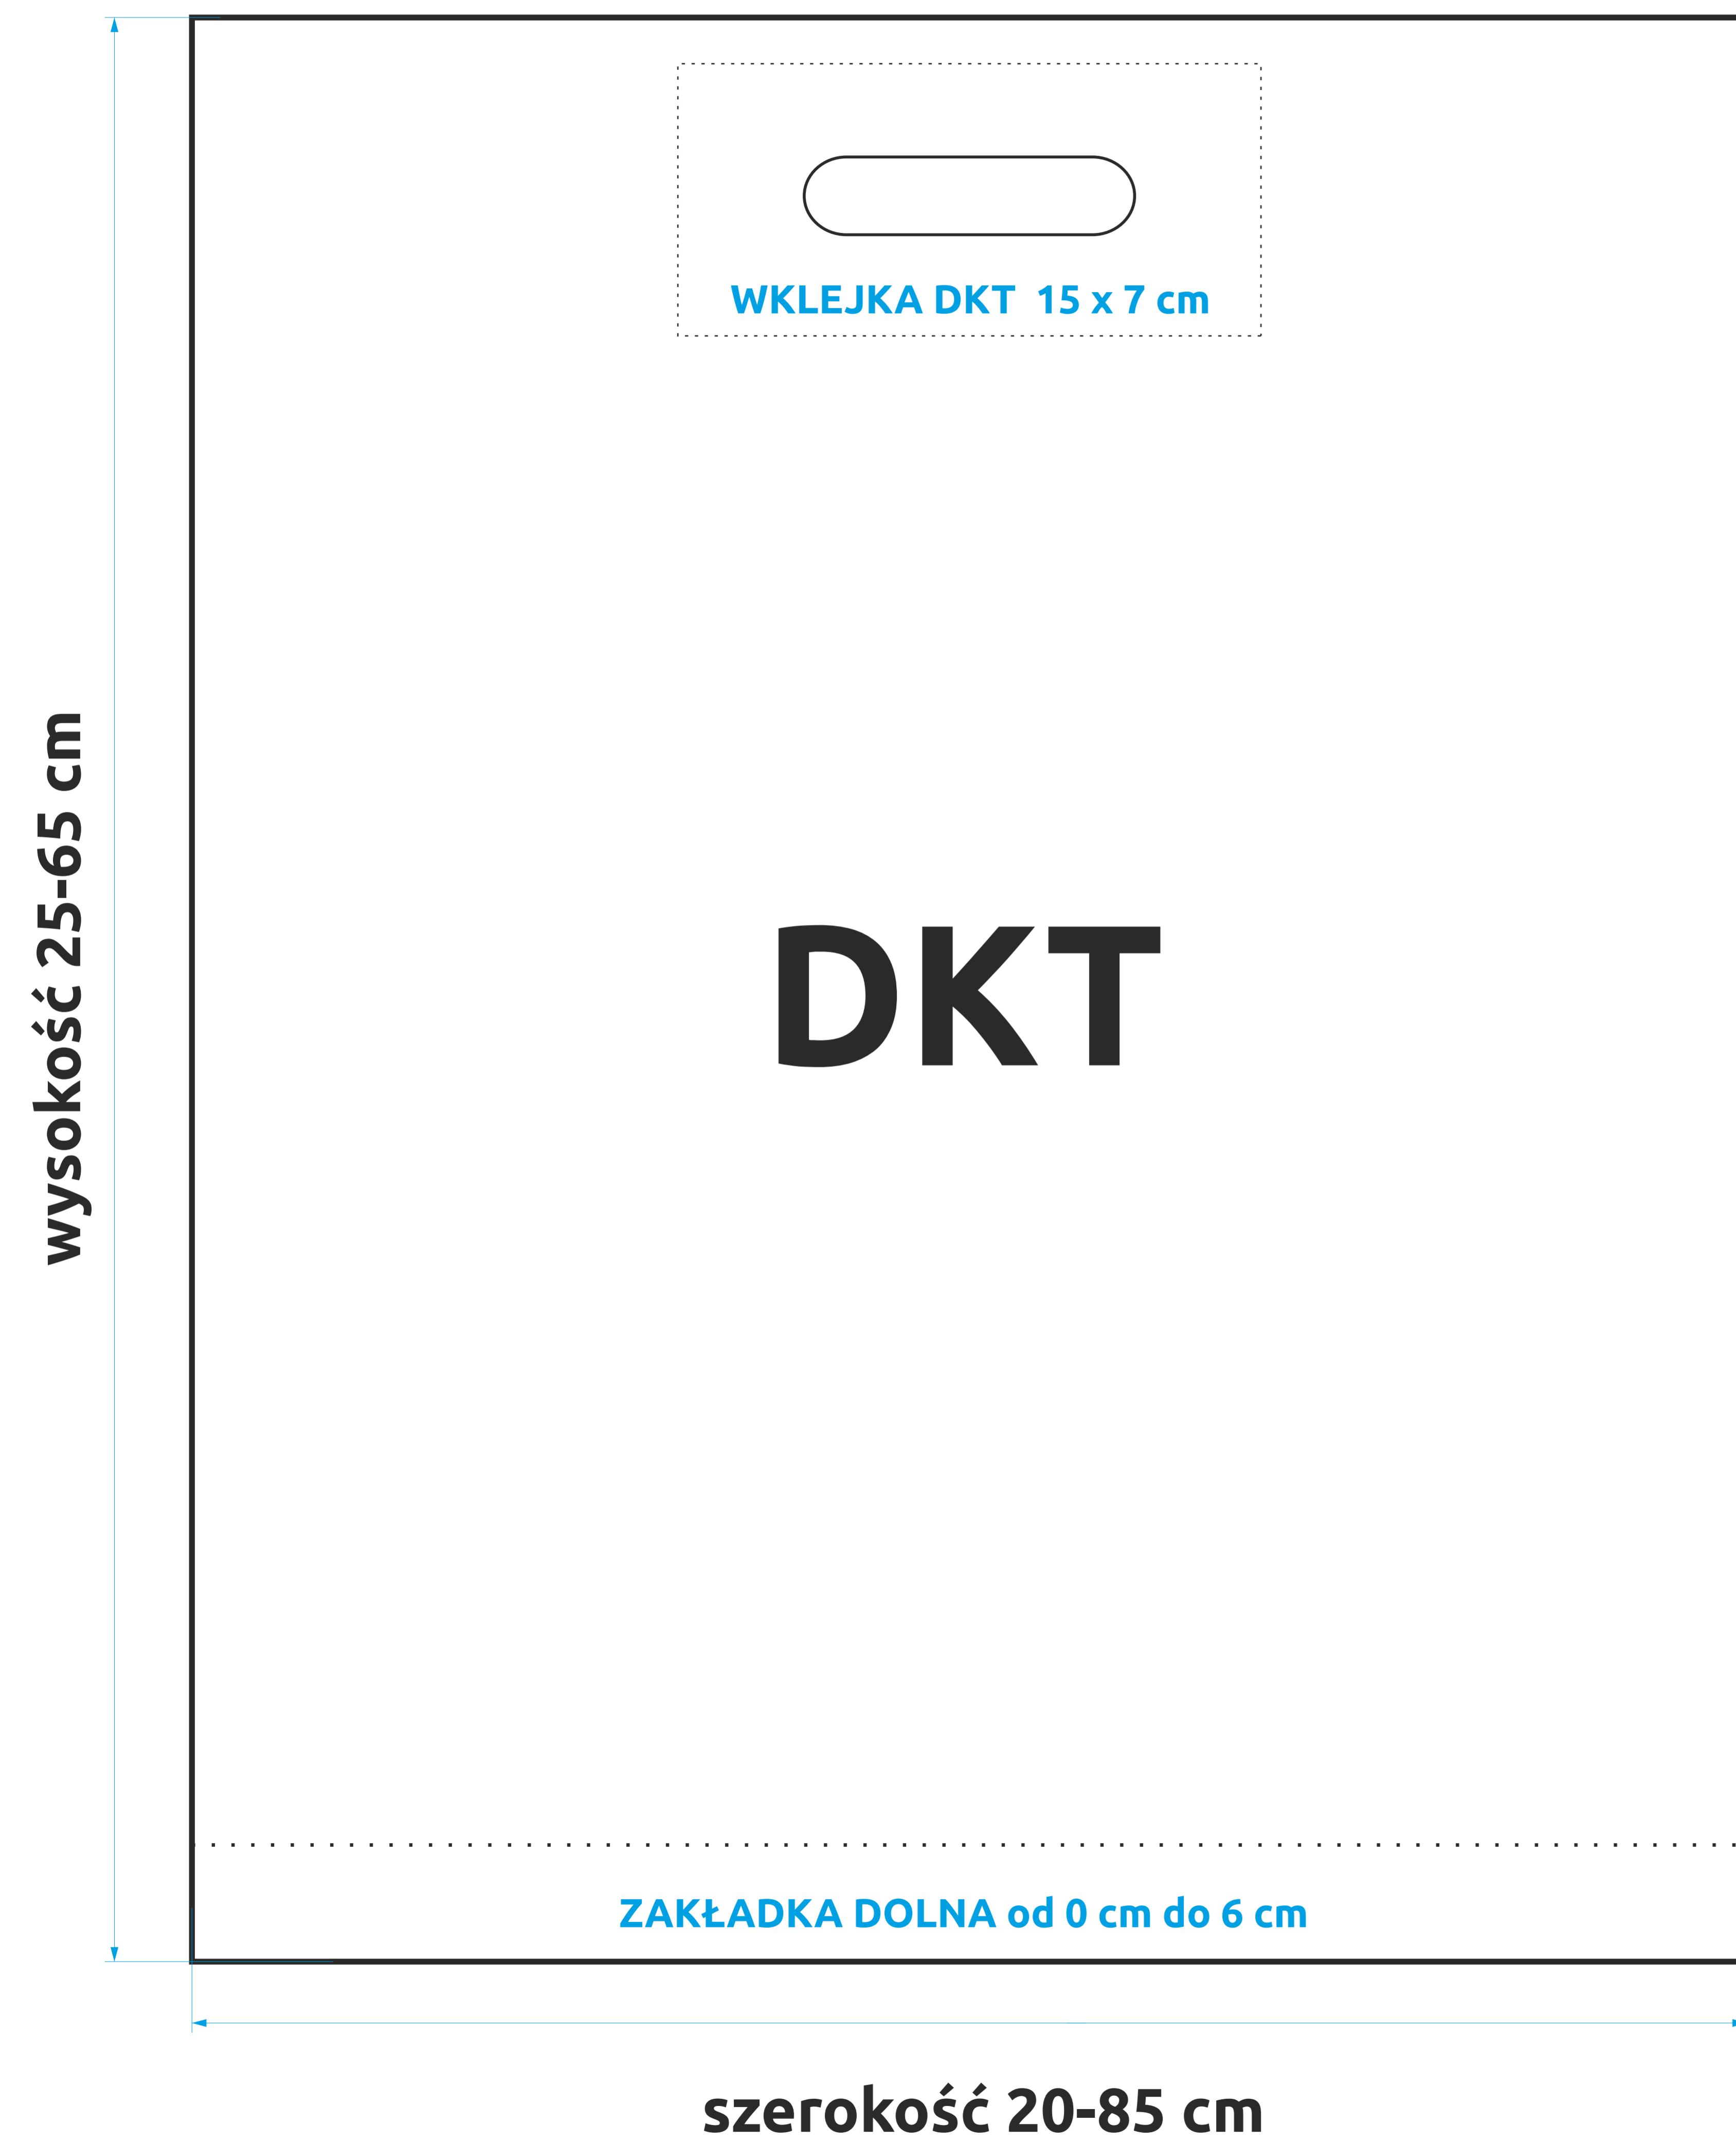 WKLEJKA DKT 15 x 7 cm
wysokość 25-65 cm
DKT
ZAKŁADKA DOLNA od 0 cm do 6 cm
szerokość 20-85 cm